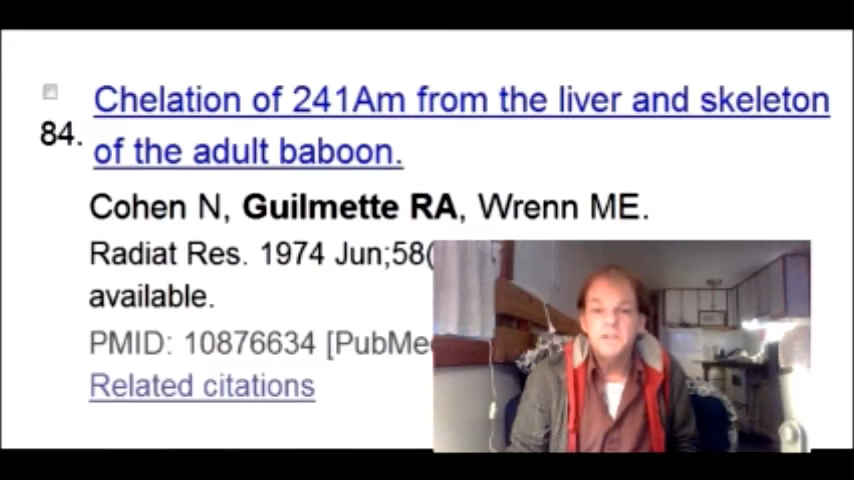 Chelation of 241Am from the liver and skeleton
84.
of the adult baboon.
Cohen N, Guilmette RA, Wrenn ME.
Radiat Res. 1974 Jun;58(
available.
PMID: 10876634 [PubMe
Related citations